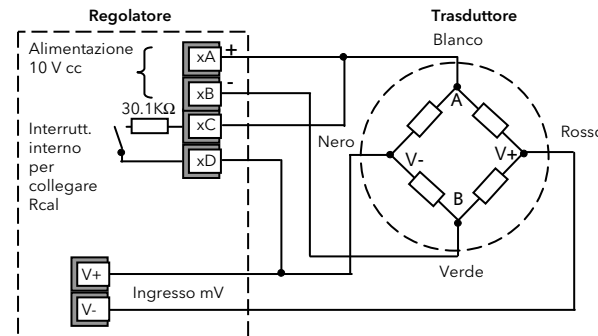 Regolatore
Trasduttore
Alimentazione
10 V cc
xA
+
xB
-
30.1KΩ
xC
xD
Interrutt.
interno
per
collegare
Rcal
Blanco
A
Nero
V-
V+
Rosso
B
Verde
V+
Ingresso mV
V-